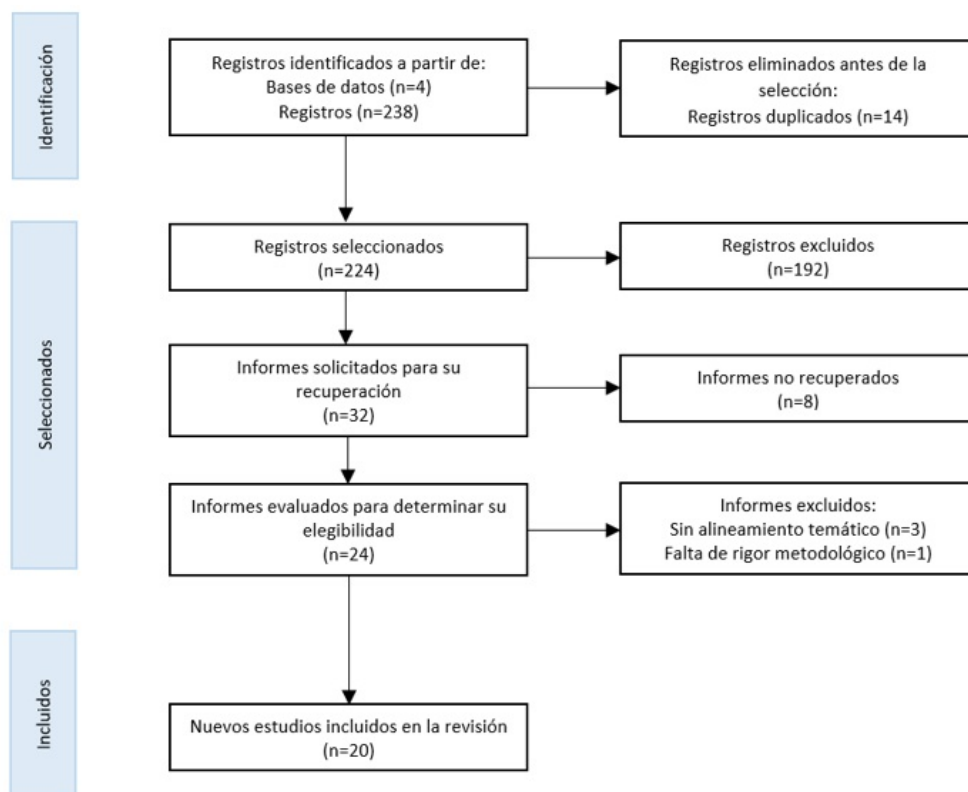 Identificación
Registros identificados a partir de:
Bases de datos (n=4)
Registros (n=238)
Registros eliminados antes de la
selección:
Registros duplicados (n=14)
Seleccionados
Registros seleccionados
(n=224)
Registros excluidos
(n=192)
Informes solicitados para su
recuperación
(n=32)
Informes no recuperados
(n=8)
Informes evaluados para determinar su
elegibilidad
(n=24)
Informes excluidos:
Sin alineamiento temático (n=3)
Falta de rigor metodológico (n=1)
Incluidos
Nuevos estudios incluidos en la revisión
(n=20)